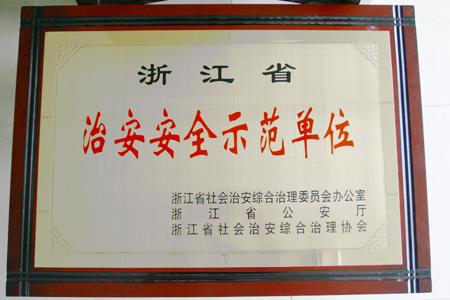 浙江省
治安安全示范单位
浙江省社会治安综合治理委员会办公室
浙江省公安厅
浙江省社会治安综合治理协会